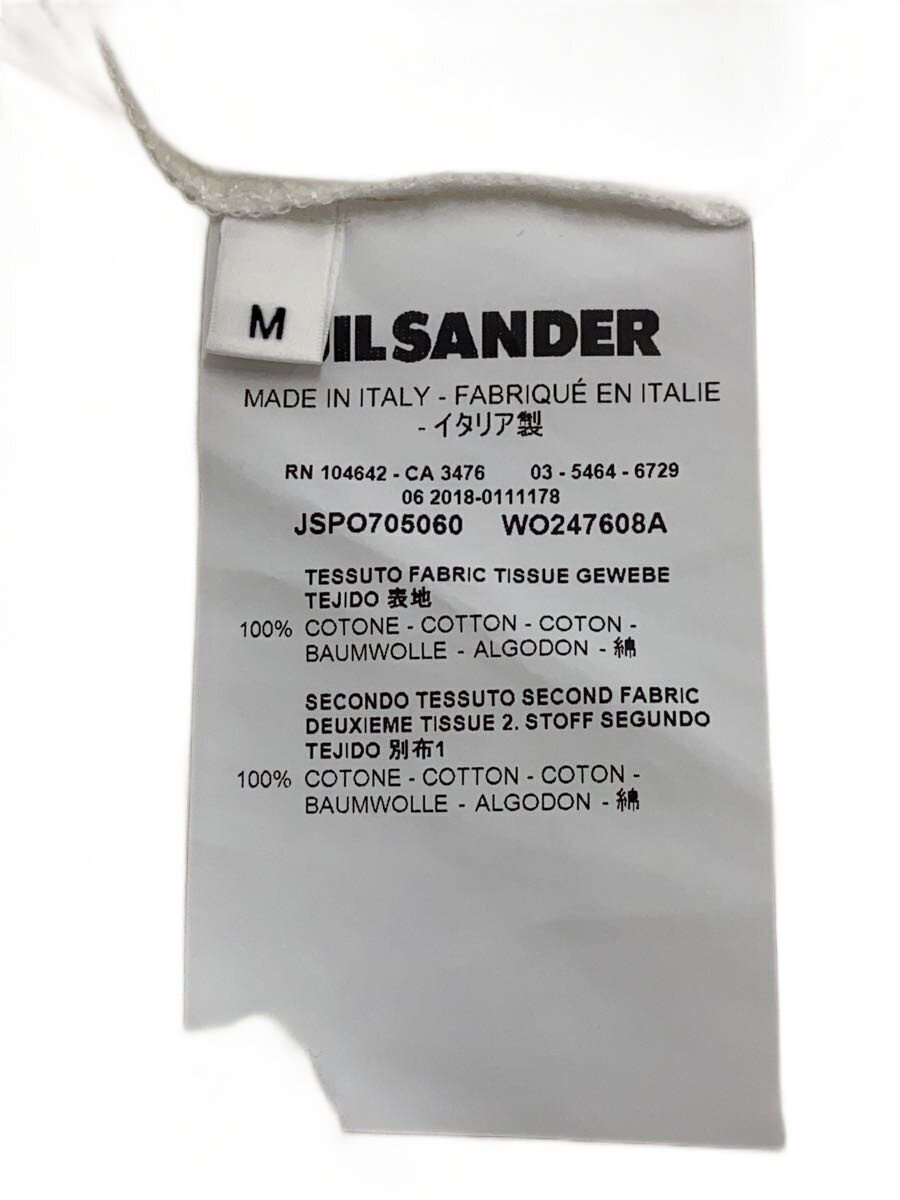 M
JIL SANDER
MADE IN ITALY - FABRIQUÉ EN ITALIE
- イタリア製
RN 104642 - CA 3476 03 - 5464 - 6729
06 2018-0111178
JSPO705060 WO247608A
TESSUTO FABRIC TISSUE GEWEBE
TEJIDO 表地
100% COTONE - COTTON - COTON -
BAUMWOLLE - ALGODON - 綿
SECONDO TESSUTO SECOND FABRIC
DEUXIEME TISSUE 2. STOFF SEGUNDO
TEJIDO 別布1
100% COTONE - COTTON - COTON -
BAUMWOLLE - ALGODON - 綿